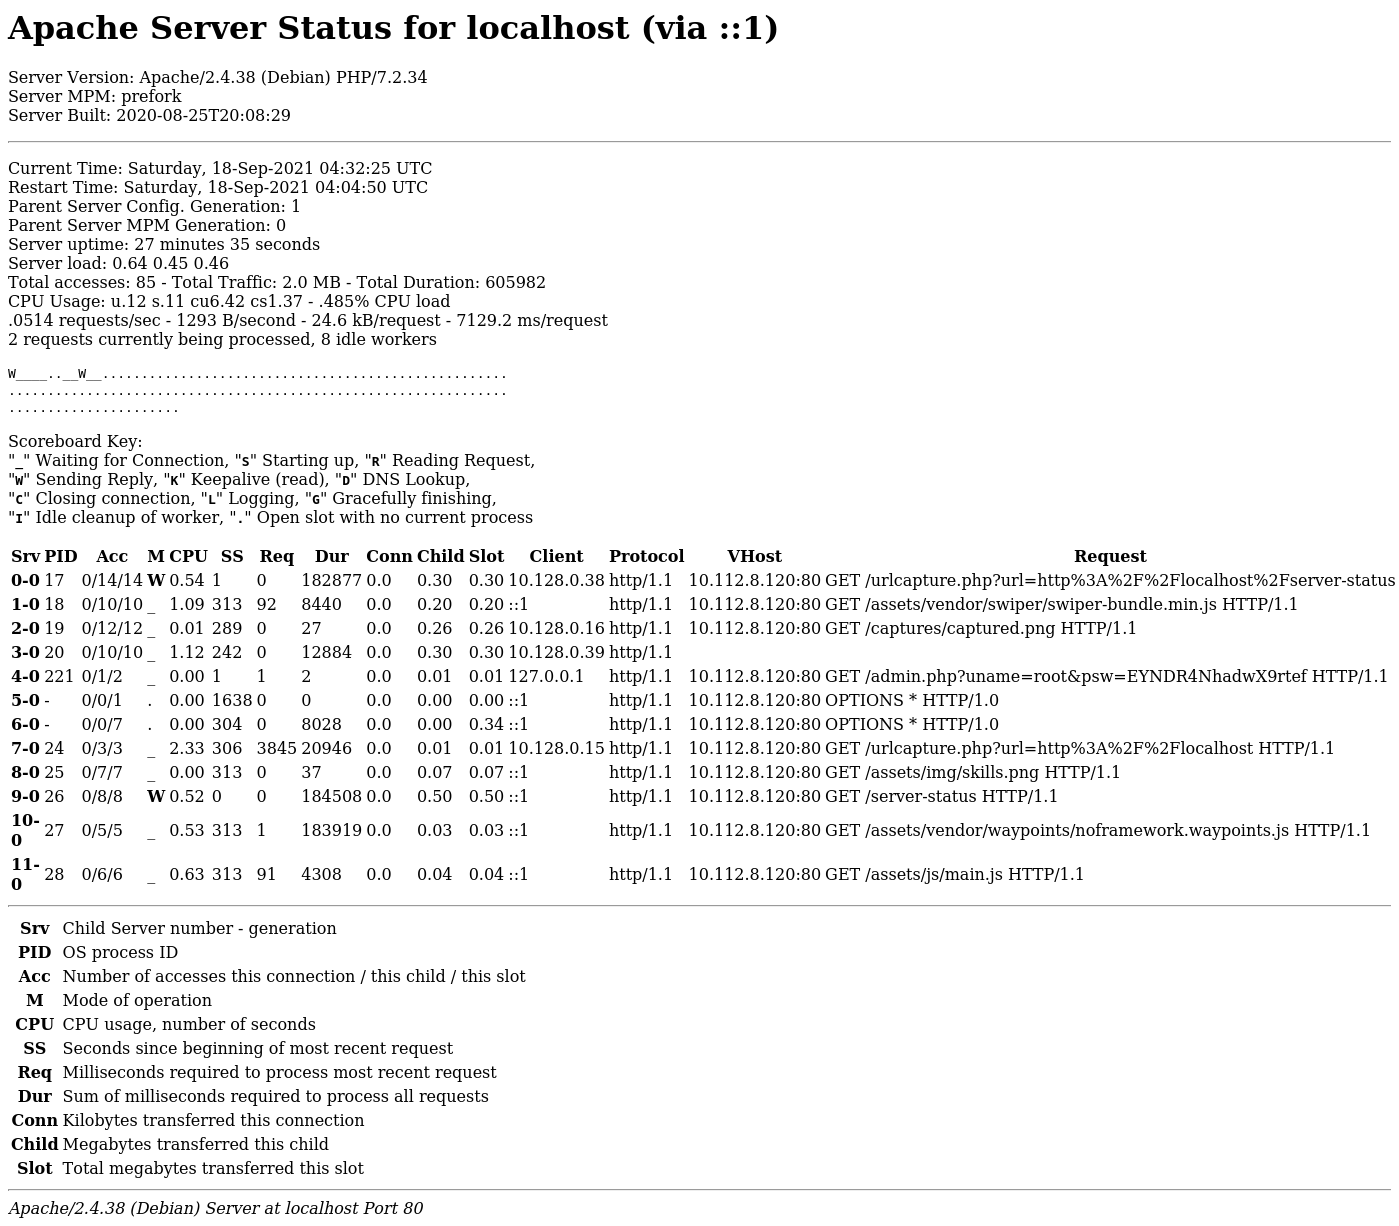 Apache Server Status for localhost (via ::1)
Server Version: Apache/2.4.38 (Debian) PHP/7.2.34
Server MPM: prefork
Server Built: 2020-08-25T20:08:29
Current Time: Saturday, 18-Sep-2021 04:32:25 UTC
Restart Time: Saturday, 18-Sep-2021 04:04:50 UTC
Parent Server Config. Generation: 1
Parent Server MPM Generation: 0
Server uptime: 27 minutes 35 seconds
Server load: 0.64 0.45 0.46
Total accesses: 85 - Total Traffic: 2.0 MB - Total Duration: 605982
CPU Usage: u.12 s.11 cu6.42 cs1.37 - .485% CPU load
.0514 requests/sec - 1293 B/second - 24.6 kB/request - 7129.2 ms/request
2 requests currently being processed, 8 idle workers
W____..__W__....................................................
................................................................
......................
Scoreboard Key:
"_" Waiting for Connection, "S" Starting up, "R" Reading Request,
"W" Sending Reply, "K" Keepalive (read), "D" DNS Lookup,
"C" Closing connection, "L" Logging, "G" Gracefully finishing,
"I" Idle cleanup of worker, "." Open slot with no current process
Srv PID Acc M CPU SS Req Dur Conn Child Slot Client Protocol VHost Request
0-0 17 0/14/14 W 0.54 1 0 182877 0.0 0.30 0.30 10.128.0.38 http/1.1 10.112.8.120:80 GET /urlcapture.php?url=http%3A%2F%2Flocalhost%2Fserver-status
1-0 18 0/10/10 _ 1.09 313 92 8440 0.0 0.20 0.20 ::1 http/1.1 10.112.8.120:80 GET /assets/vendor/swiper/swiper-bundle.min.js HTTP/1.1
2-0 19 0/12/12 _ 0.01 289 0 27 0.0 0.26 0.26 10.128.0.16 http/1.1 10.112.8.120:80 GET /captures/captured.png HTTP/1.1
3-0 20 0/10/10 _ 1.12 242 0 12884 0.0 0.30 0.30 10.128.0.39 http/1.1
4-0 221 0/1/2 _ 0.00 1 1 2 0.0 0.01 0.01 127.0.0.1 http/1.1 10.112.8.120:80 GET /admin.php?uname=root&psw=EYNDR4NhadwX9rtef HTTP/1.1
5-0 - 0/0/1 . 0.00 1638 0 0 0.0 0.00 0.00 ::1 http/1.1 10.112.8.120:80 OPTIONS * HTTP/1.0
6-0 - 0/0/7 . 0.00 304 0 8028 0.0 0.00 0.34 ::1 http/1.1 10.112.8.120:80 OPTIONS * HTTP/1.0
7-0 24 0/3/3 _ 2.33 306 3845 20946 0.0 0.01 0.01 10.128.0.15 http/1.1 10.112.8.120:80 GET /urlcapture.php?url=http%3A%2F%2Flocalhost HTTP/1.1
8-0 25 0/7/7 _ 0.00 313 0 37 0.0 0.07 0.07 ::1 http/1.1 10.112.8.120:80 GET /assets/img/skills.png HTTP/1.1
9-0 26 0/8/8 W 0.52 0 0 184508 0.0 0.50 0.50 ::1 http/1.1 10.112.8.120:80 GET /server-status HTTP/1.1
10-
0 27 0/5/5 _ 0.53 313 1 183919 0.0 0.03 0.03 ::1 http/1.1 10.112.8.120:80 GET /assets/vendor/waypoints/noframework.waypoints.js HTTP/1.1
11-
0 28 0/6/6 _ 0.63 313 91 4308 0.0 0.04 0.04 ::1 http/1.1 10.112.8.120:80 GET /assets/js/main.js HTTP/1.1
Srv Child Server number - generation
PID OS process ID
Acc Number of accesses this connection / this child / this slot
M Mode of operation
CPU CPU usage, number of seconds
SS Seconds since beginning of most recent request
Req Milliseconds required to process most recent request
Dur Sum of milliseconds required to process all requests
Conn Kilobytes transferred this connection
Child Megabytes transferred this child
Slot Total megabytes transferred this slot
Apache/2.4.38 (Debian) Server at localhost Port 80